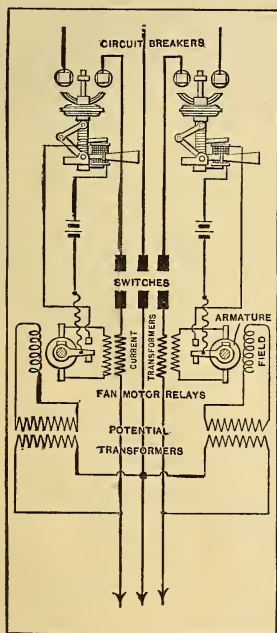 CIRCUIT BREAKERS
SWITCHES
ARMATURE
FIELD
CURRENT
TRANSFORMERS
FAN MOTOR RELAYS
POTENTIAL
TRANSFORMERS